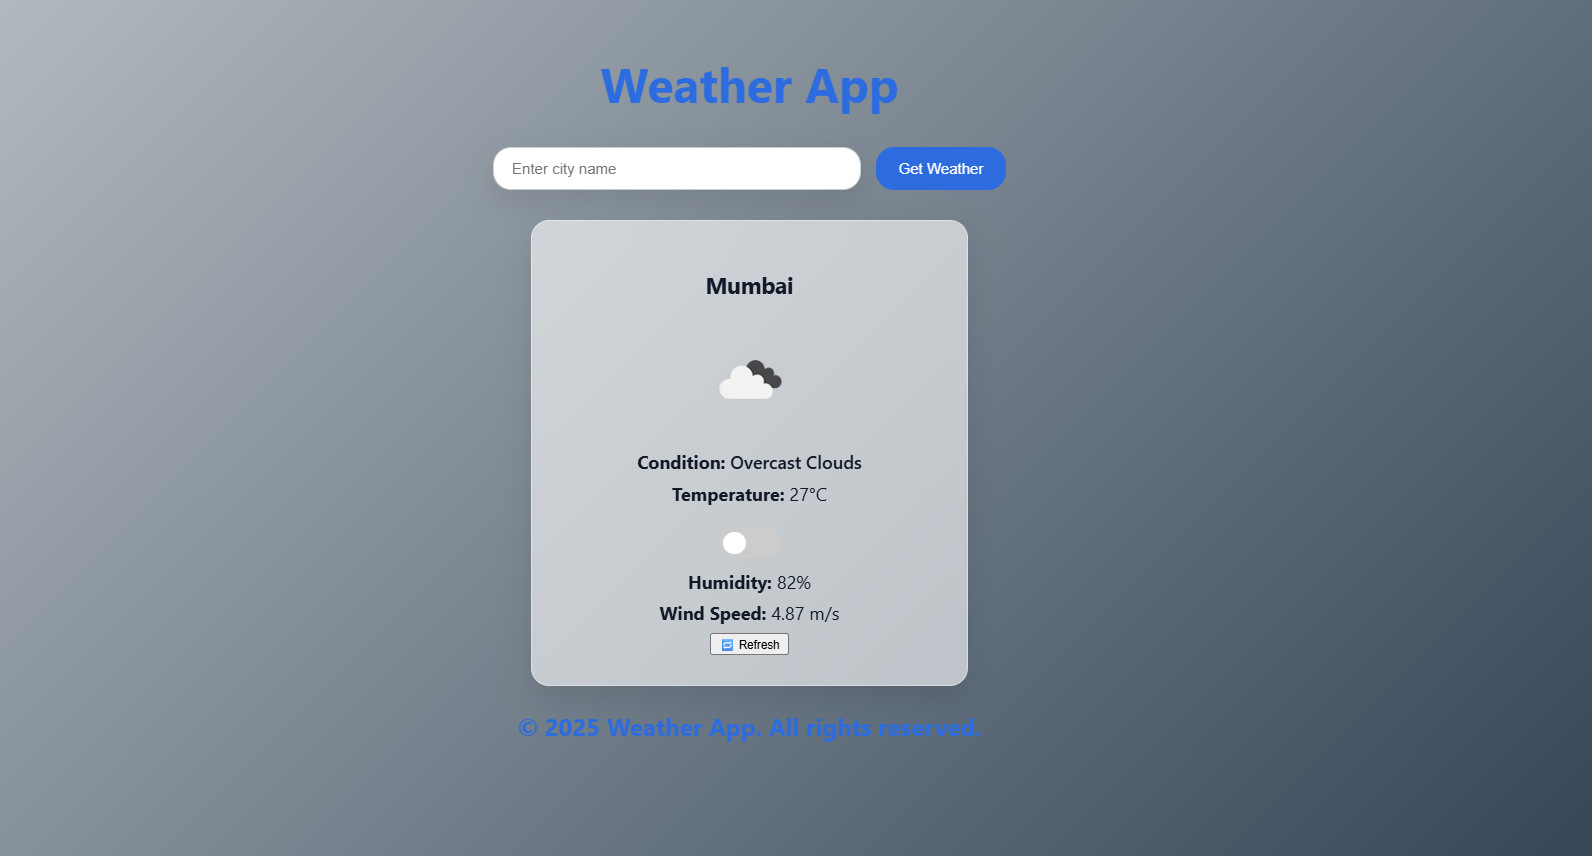 Weather App
Enter city name
Get Weather
Mumbai
Condition: Overcast Clouds
Temperature: 27°C
Humidity: 82%
Wind Speed: 4.87 m/s
🔁 Refresh
© 2025 Weather App. All rights reserved.